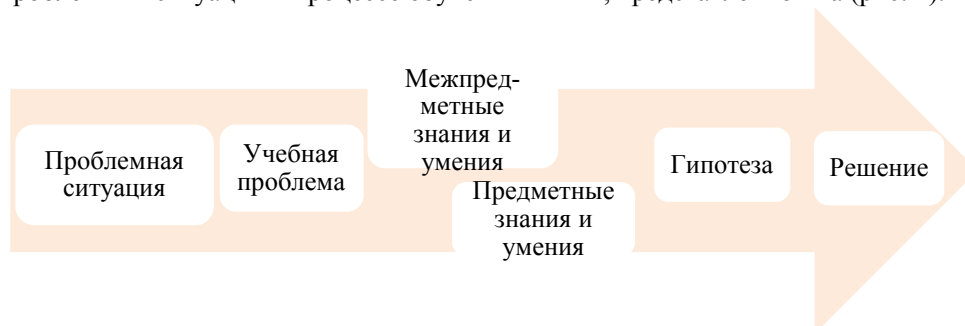 Проблемная
ситуация
Учебная
проблема
Межпред-
метные
знания и
умения
Предметные
знания и
умения
Гипотеза
Решение